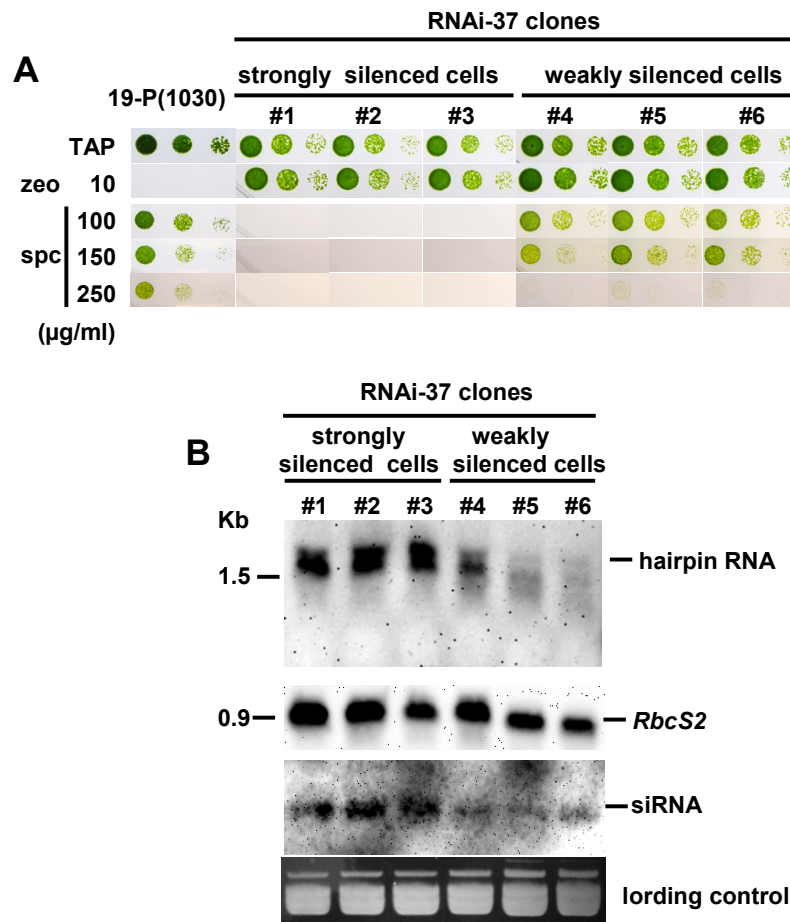 RNAi-37 clones
A
strongly silenced cells weakly silenced cells
19-P(1030)
#1 #2 #3 #4 #5 #6
TAP
zeo 10
100
spc 150
250
(µg/ml)
RNAi-37 clones
B
strongly weakly
silenced cells silenced cells
#1 #2 #3 #4 #5 #6
Kb
hairpin RNA
1.5
0.9 RbcS2
siRNA
lording control